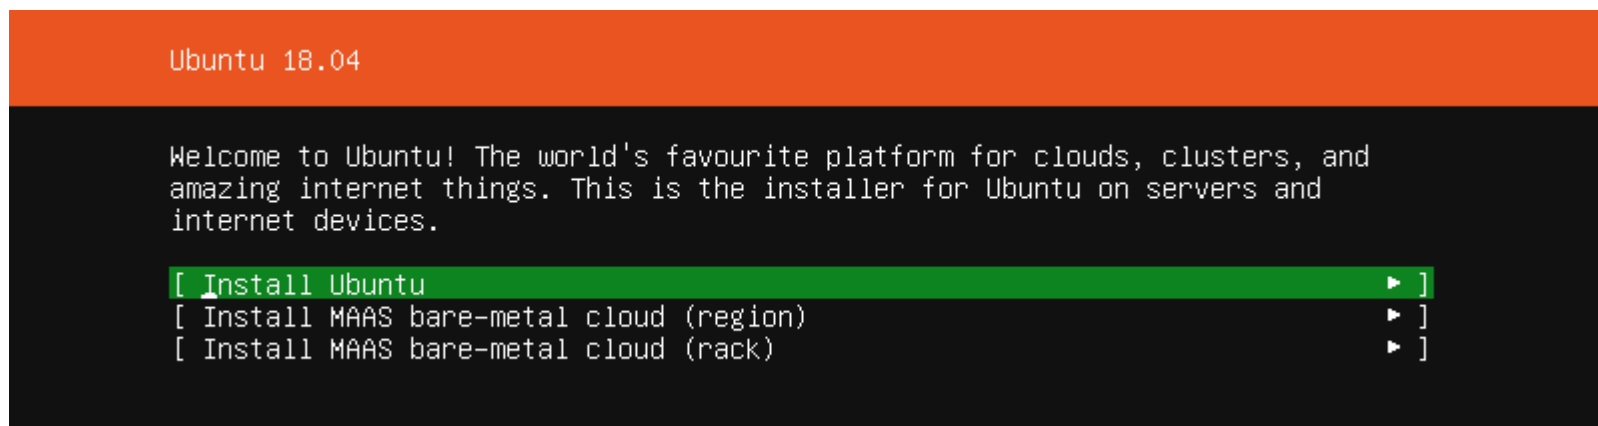 Ubuntu 18.04
Welcome to Ubuntu! The world's favourite platform for clouds, clusters, and
amazing internet things. This is the installer for Ubuntu on servers and
internet devices.
[ Install Ubuntu ► ]
[ Install MAAS bare-metal cloud (region) ► ]
[ Install MAAS bare-metal cloud (rack) ► ]